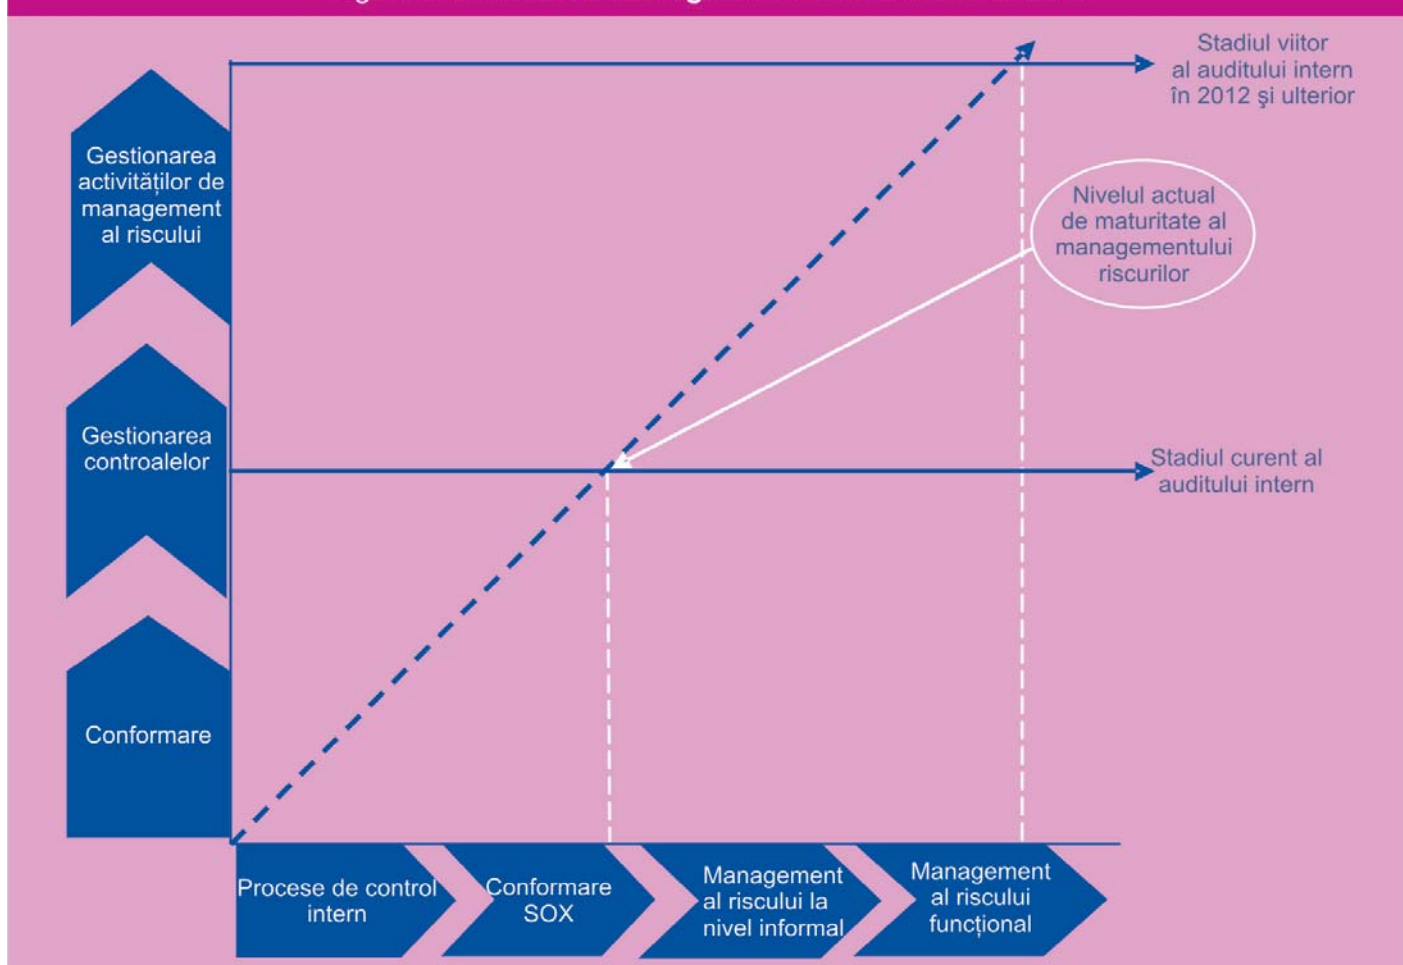 Stadiul viitor
al auditului intern
în 2012 şi ulterior
Gestionarea
activităților de
management
al riscului
Nivelul actual
de maturitate al
managementului
riscurilor
Gestionarea
controalelor
Stadiul curent al
auditului intern
Conformare
Procese de control
intern
Conformare
SOX
Management
al riscului la
nivel informal
Management
al riscului
funcțional